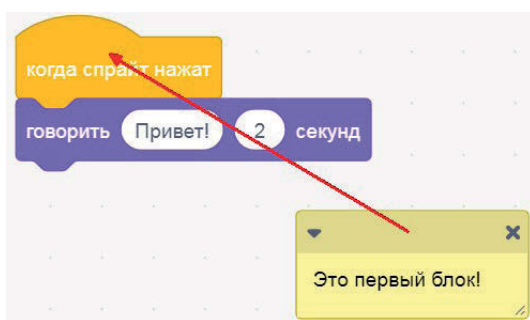 когда спрайт нажат
говорить Привет! 2 секунд
Это первый блок!